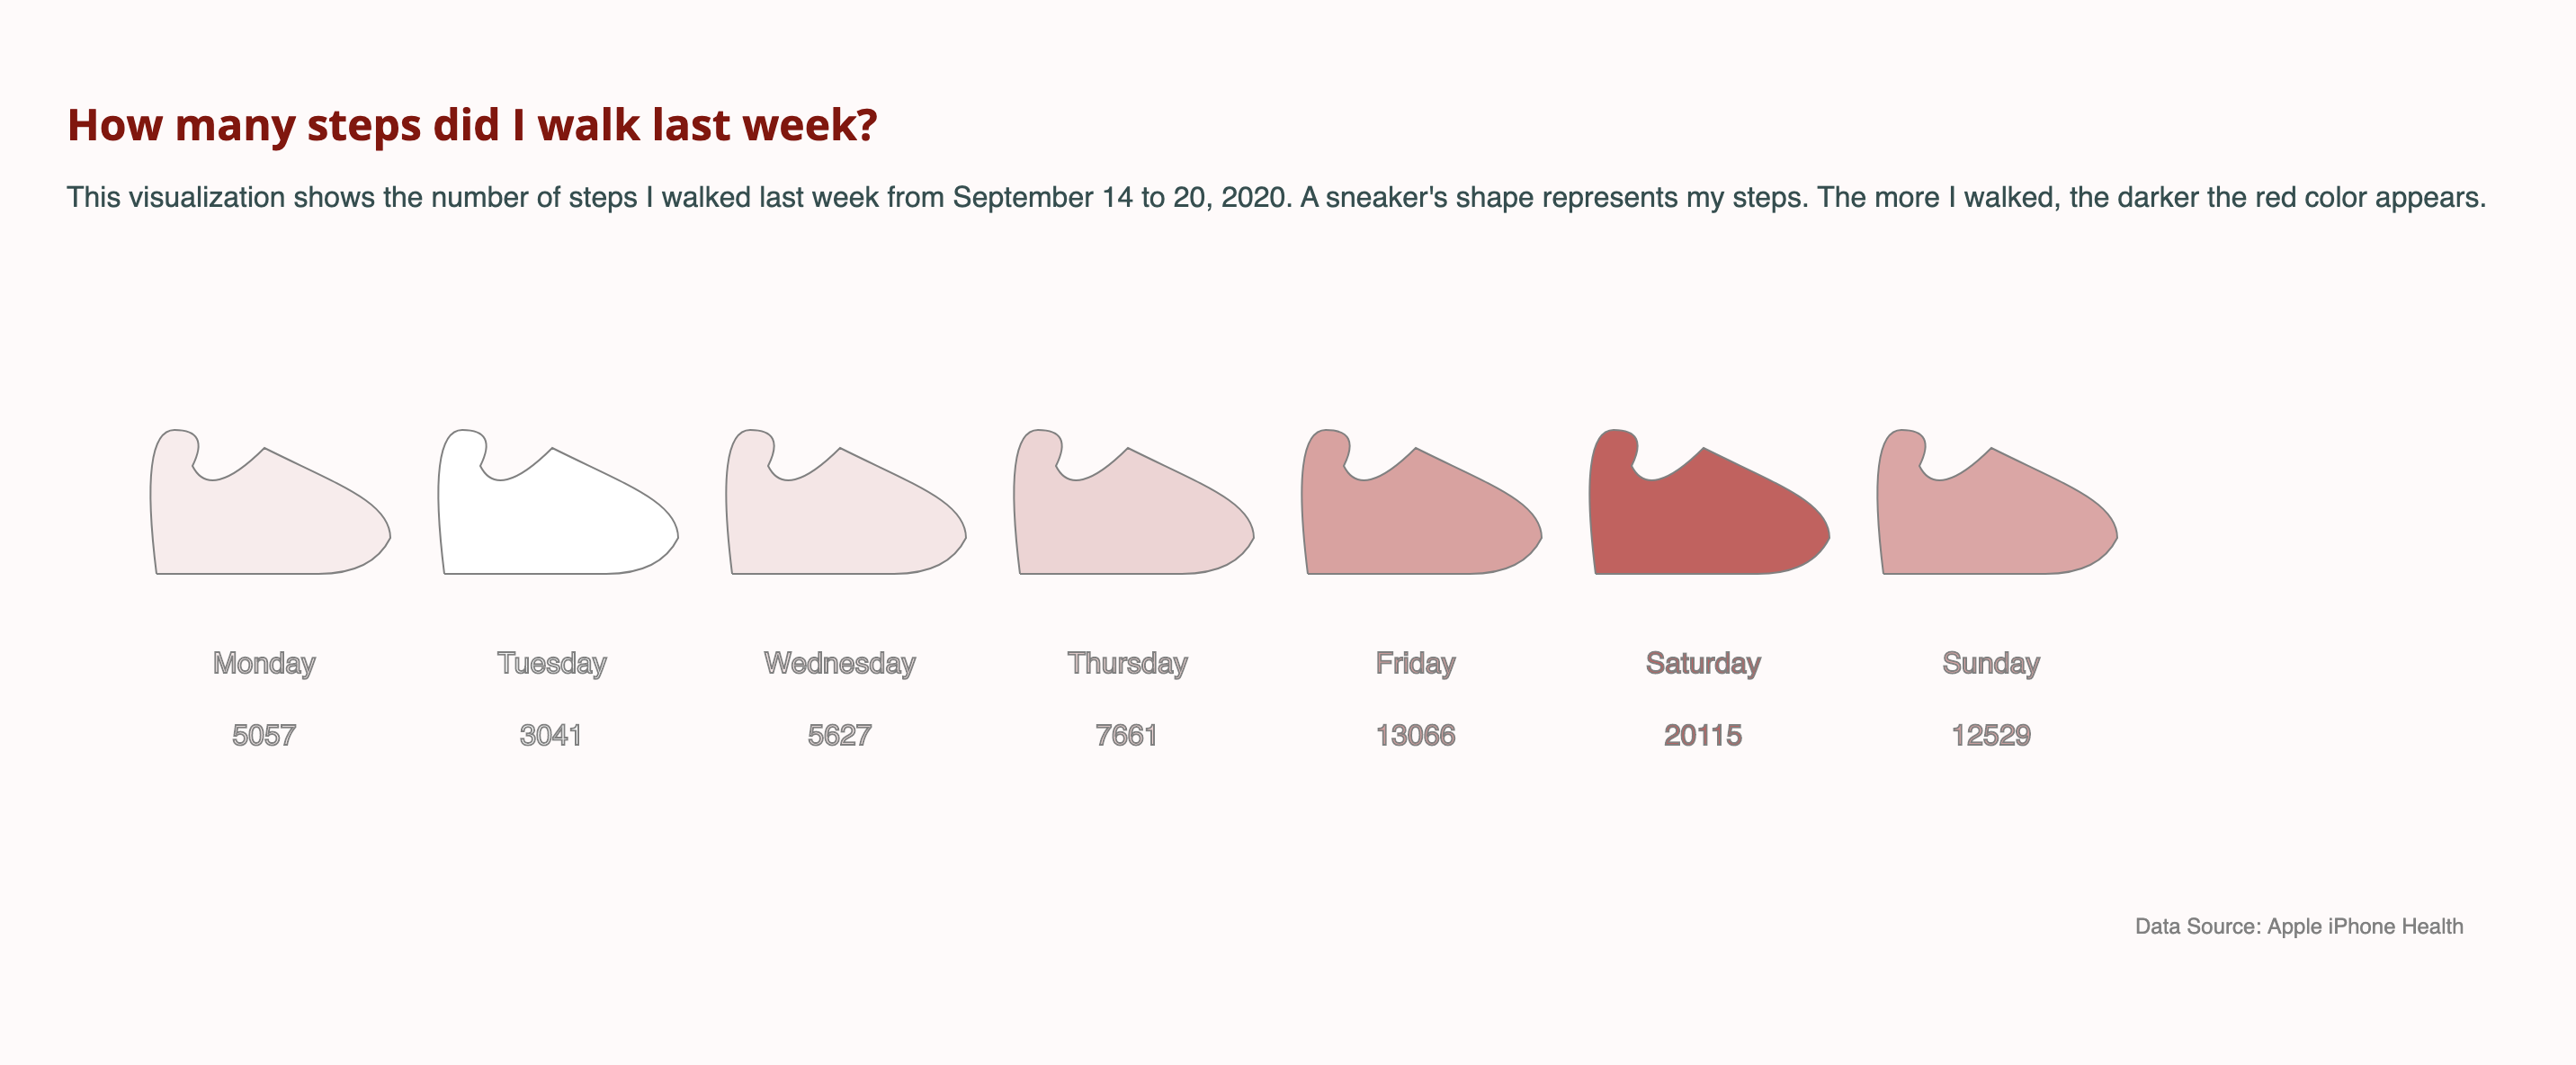 How many steps did I walk last week?
This visualization shows the number of steps I walked last week from September 14 to 20, 2020. A sneaker's shape represents my steps. The more I walked, the darker the red color appears.
Monday Tuesday Wednesday Thursday Friday Saturday Sunday
5057 3041 5627 7661 13066 20115 12529
Data Source: Apple iPhone Health